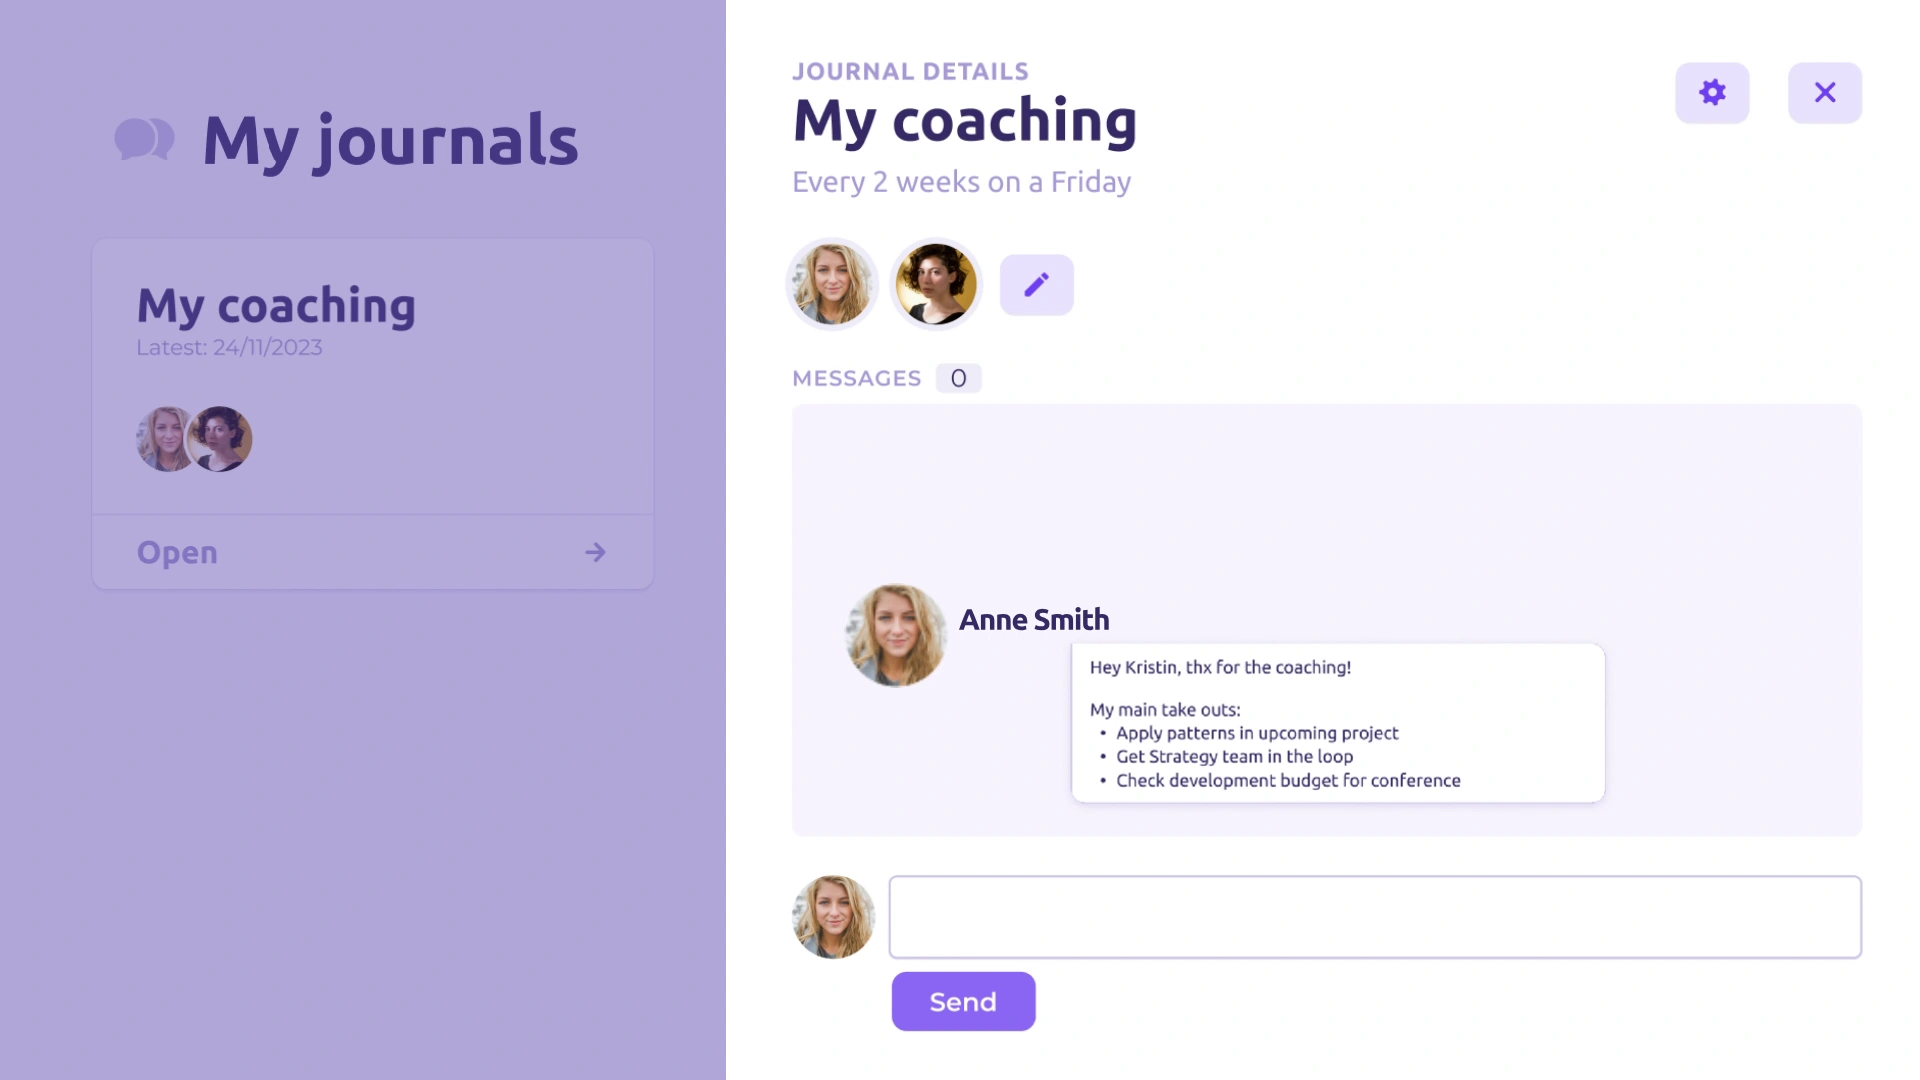 My journals
My coaching
Latest: 24/11/2023
Open
JOURNAL DETAILS
My coaching
Every 2 weeks on a Friday
MESSAGES 0
Anne Smith
Hey Kristin, thx for the coaching!
My main take outs:
• Apply patterns in upcoming project
• Get Strategy team in the loop
• Check development budget for conference
Send